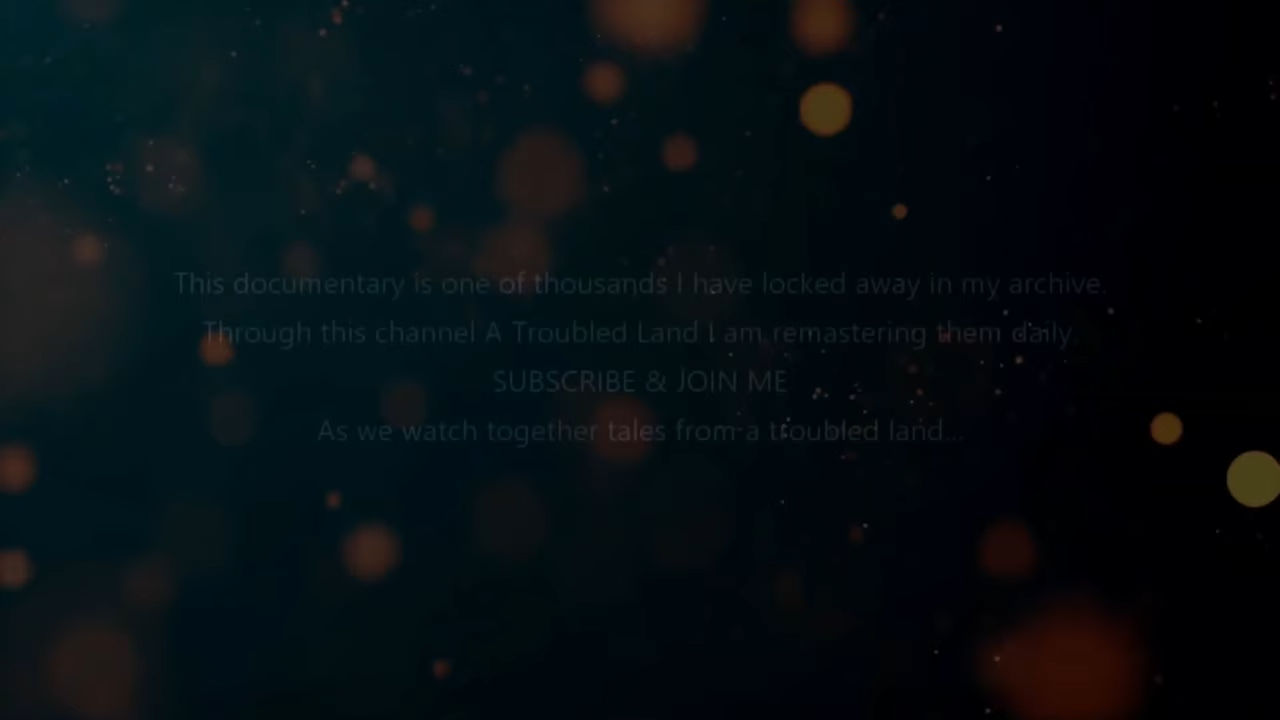 This documentary is one of thousands I have locked away in my archive.
Through this channel A Troubled Land I am remastering them daily
SUBSCRIBE & JOIN ME
As we watch together tales from a troubled land...